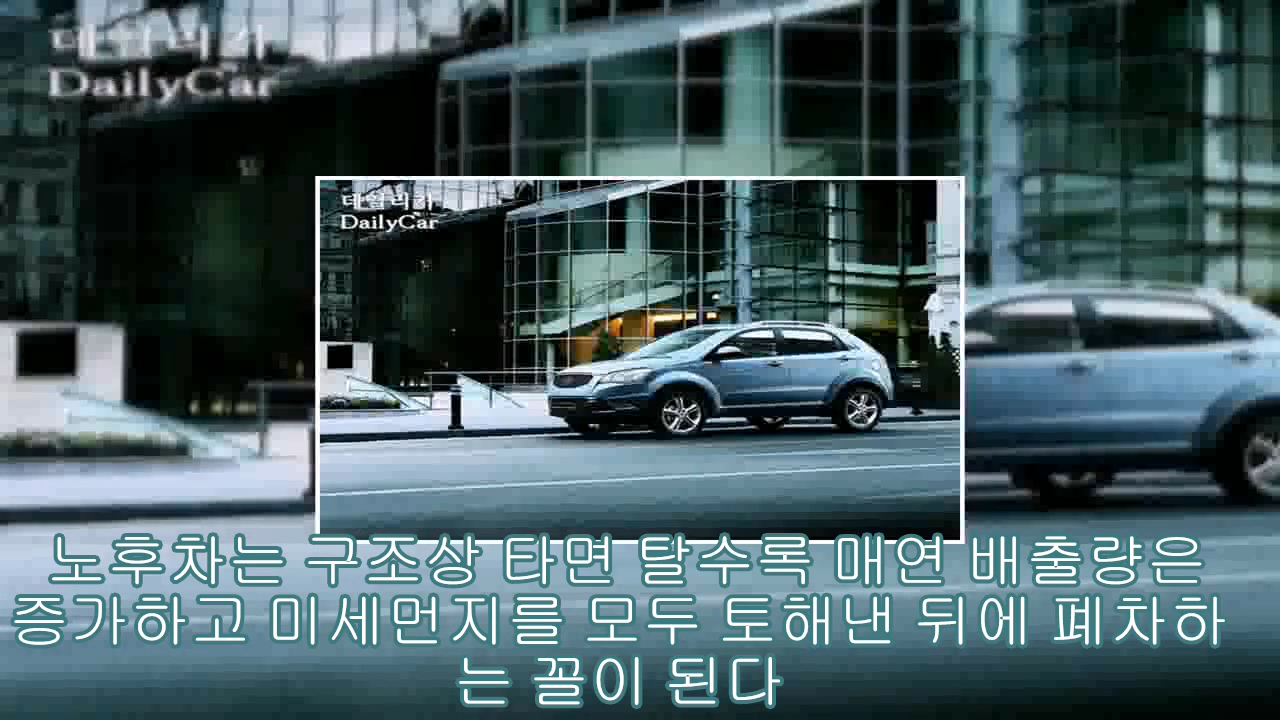 데일리카
DailyCar
데일리카
DailyCar
노후차는 구조상 타면 탈수록 매연 배출량은
증가하고 미세먼지를 모두 토해낸 뒤에 폐차하
는 꼴이 된다